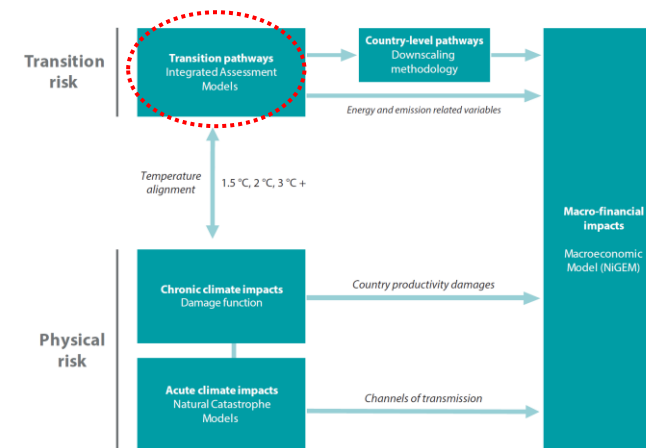 Transition
risk
Transition pathways
Integrated Assessment
Models
Country-level pathways
Downscaling
methodology
Energy and emission related variables
Temperature
alignment
1.5 °C, 2 °C, 3 °C +
Macro-financial
impacts
Macroeconomic
Model (NiGEM)
Physical
risk
Chronic climate impacts
Damage function
Country productivity damages
Acute climate impacts
Natural Catastrophe
Models
Channels of transmission